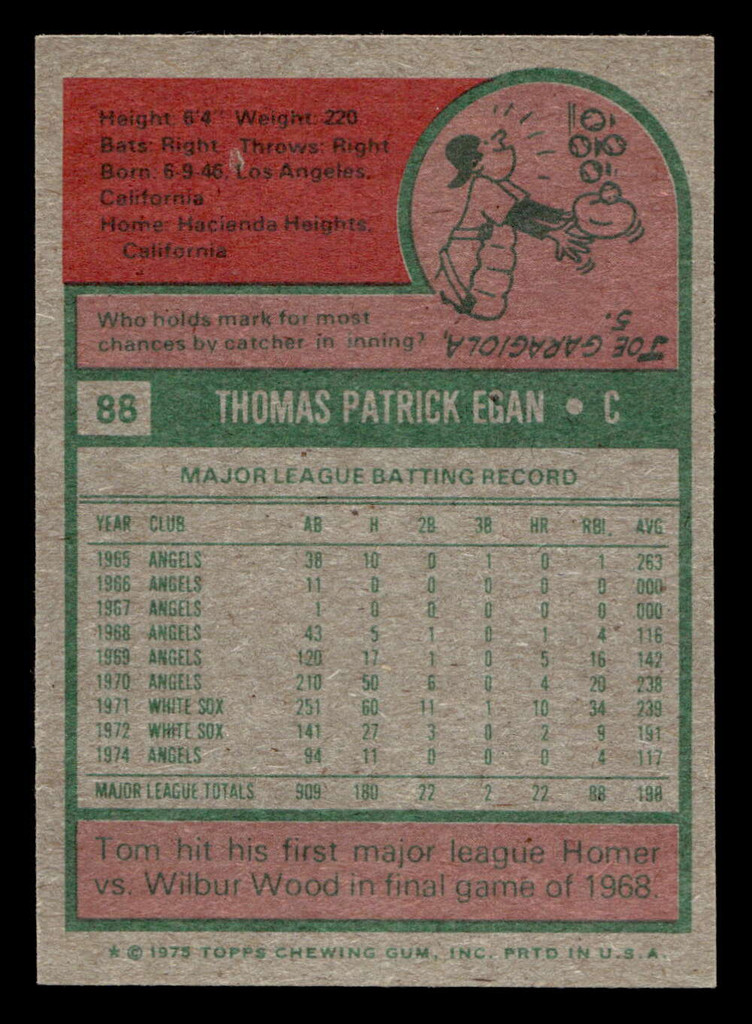 Height: 6'4" Weight: 220
Bats: Right Throws: Right
Born: 6-9-46, Los Angeles,
California
Home: Hacienda Heights,
California
Who holds mark for most
chances by catcher in inning?
JOE GARAGIOLA,
5.
88 THOMAS PATRICK EGAN • C
MAJOR LEAGUE BATTING RECORD
YEAR CLUB AB H 2B 3B HR RBI. AVG
1965 ANGELS 38 10 0 1 0 1 263
1966 ANGELS 11 0 0 0 0 0 000
1967 ANGELS 1 0 0 0 0 0 000
1968 ANGELS 43 5 1 0 1 4 116
1969 ANGELS 120 17 1 0 5 16 142
1970 ANGELS 210 50 6 0 4 20 238
1971 WHITE SOX 251 60 11 1 10 34 239
1972 WHITE SOX 141 27 3 0 2 9 191
1974 ANGELS 94 11 0 0 0 4 117
MAJOR LEAGUE TOTALS 909 180 22 2 22 88 198
Tom hit his first major league Homer
vs. Wilbur Wood in final game of 1968.
★ © 1975 TOPPS CHEWING GUM, INC. PRTD IN U.S.A.